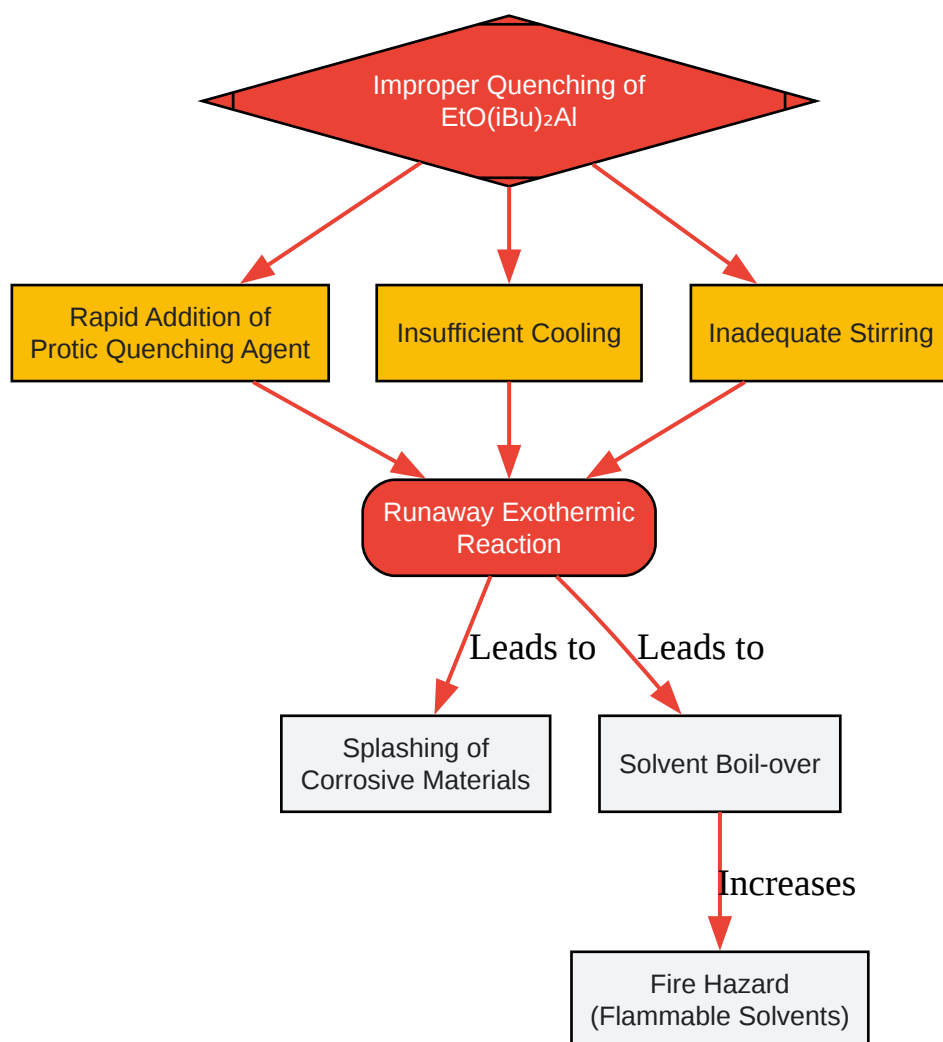 Improper Quenching of
EtO(iBu)₂Al
Rapid Addition of
Protic Quenching Agent
Insufficient Cooling
Inadequate Stirring
Runaway Exothermic
Reaction
Leads to
Leads to
Splashing of
Corrosive Materials
Solvent Boil-over
Increases
Fire Hazard
(Flammable Solvents)